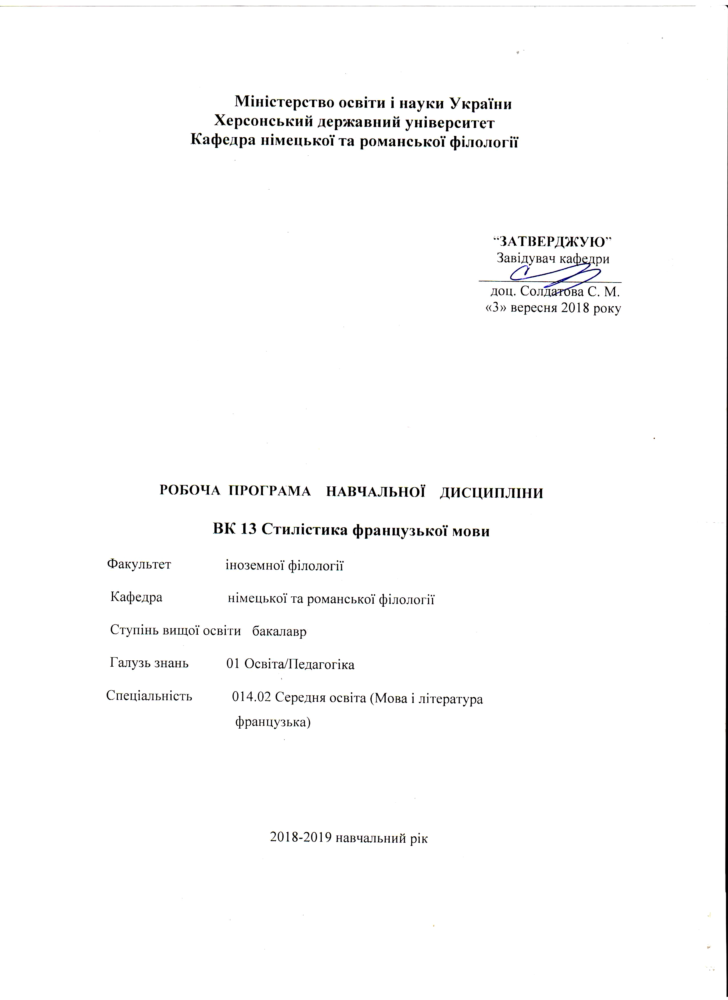 Міністерство освіти і науки України
Херсонський державний університет
Кафедра німецької та романської філології
“ЗАТВЕРДЖУЮ”
Завідувач кафедри
доц. Солдатова С. М.
«3» вересня 2018 року
РОБОЧА ПРОГРАМА НАВЧАЛЬНОЇ ДИСЦИПЛІНИ
ВК 13 Стилістика французької мови
Факультет іноземної філології
Кафедра німецької та романської філології
Ступінь вищої освіти бакалавр
Галузь знань 01 Освіта/Педагогіка
Спеціальність 014.02 Середня освіта (Мова і література
французька)
2018-2019 навчальний рік